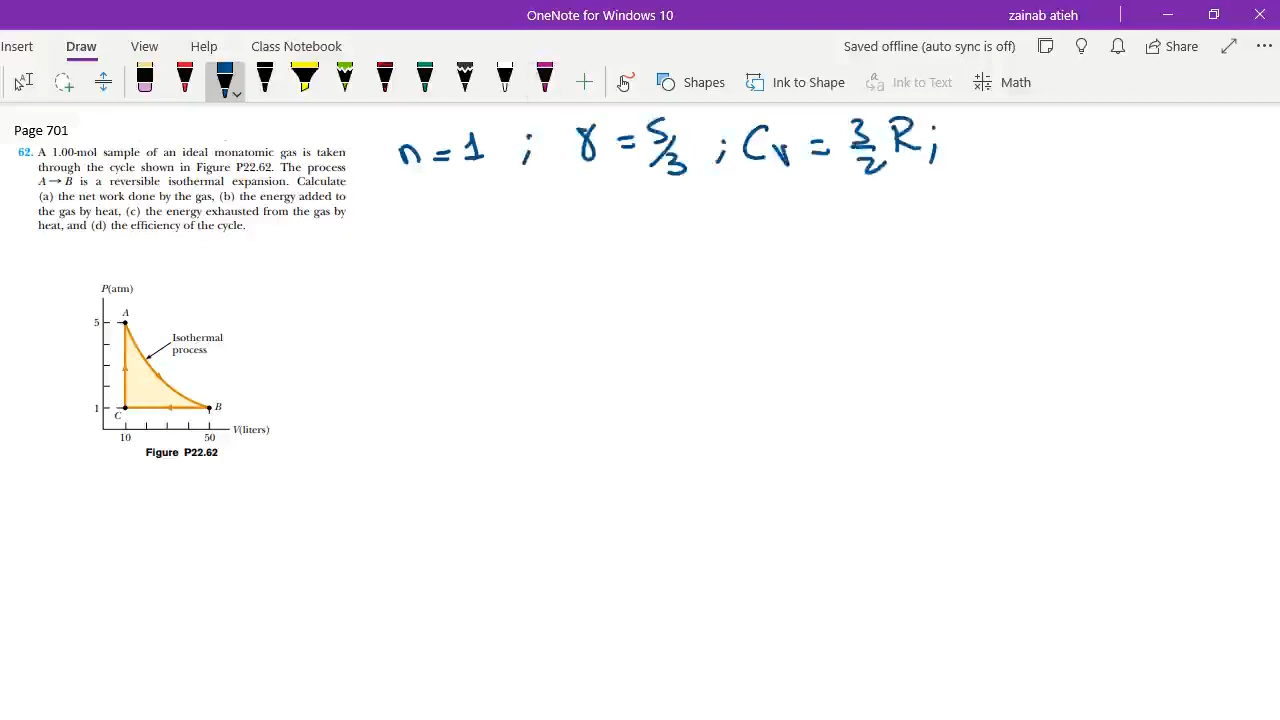 OneNote for Windows 10
zainab atieh
Insert
Draw
View
Help
Class Notebook
Saved offline (auto sync is off)
Share
Shapes
Ink to Shape
Ink to Text
Math
Page 701
62. A 1.00-mol sample of an ideal monatomic gas is taken
through the cycle shown in Figure P22.62. The process
A → B is a reversible isothermal expansion. Calculate
(a) the net work done by the gas, (b) the energy added to
the gas by heat, (c) the energy exhausted from the gas by
heat, and (d) the efficiency of the cycle.
n = 1 ; γ = 5/3 ; Cv = 3/2 R ;
P(atm)
A
5
Isothermal
process
1
C
B
V(liters)
10
50
Figure P22.62